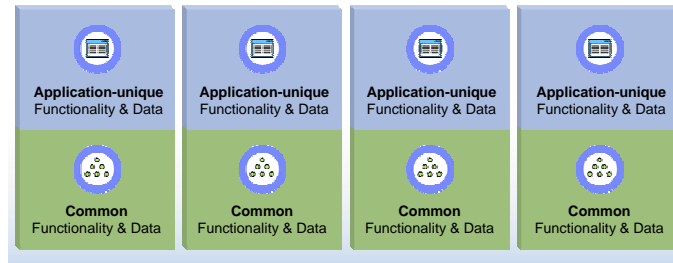 Application-unique Application-unique Application-unique Application-unique
Functionality & Data Functionality & Data Functionality & Data Functionality & Data
Common Common Common Common
Functionality & Data Functionality & Data Functionality & Data Functionality & Data